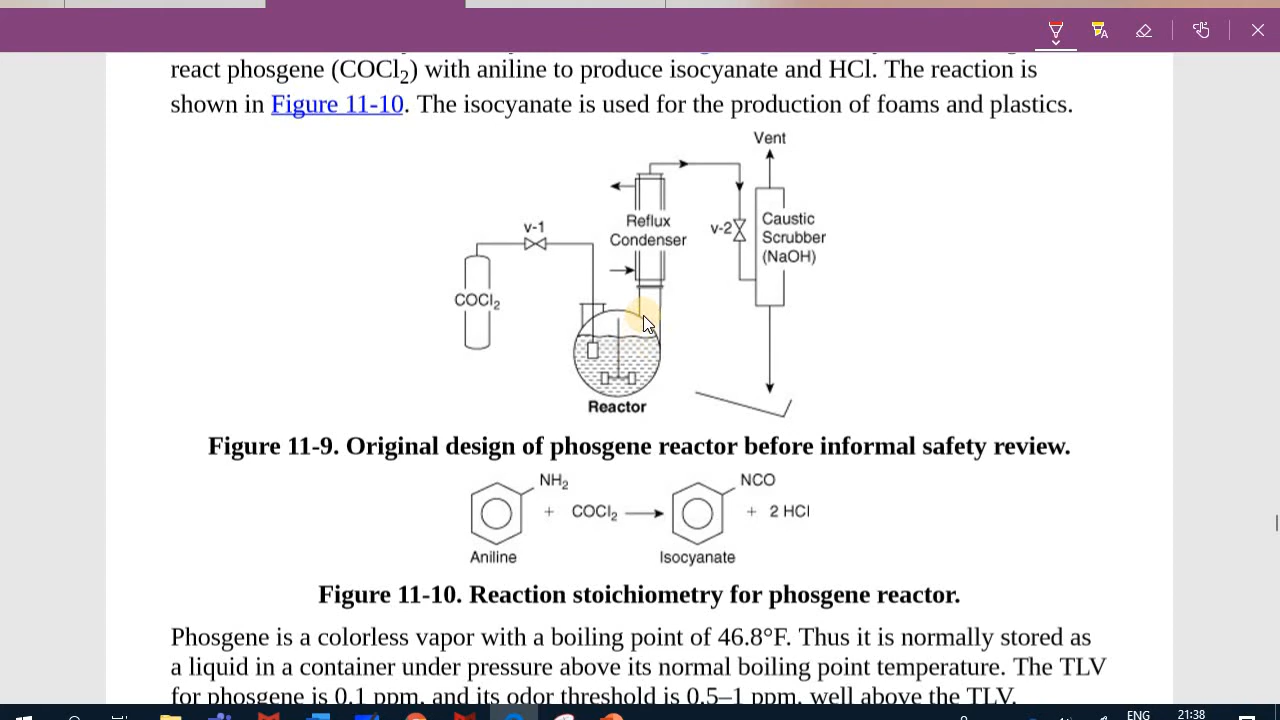 react phosgene (COCl₂) with aniline to produce isocyanate and HCl. The reaction is
shown in Figure 11-10. The isocyanate is used for the production of foams and plastics.
Vent
v-1
Reflux
Condenser
v-2
Caustic
Scrubber
(NaOH)
COCl₂
Reactor
Figure 11-9. Original design of phosgene reactor before informal safety review.
NH₂
NCO
+ COCl₂
+ 2 HCl
Aniline
Isocyanate
Figure 11-10. Reaction stoichiometry for phosgene reactor.
Phosgene is a colorless vapor with a boiling point of 46.8°F. Thus it is normally stored as
a liquid in a container under pressure above its normal boiling point temperature. The TLV
for phosgene is 0.1 ppm, and its odor threshold is 0.5–1 ppm, well above the TLV.
ENG
21:38